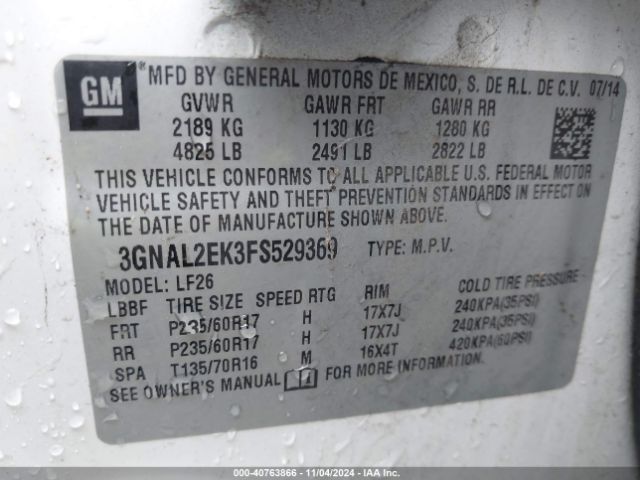 GM
MFD BY GENERAL MOTORS DE MEXICO, S. DE R.L. DE C.V. 07/14
GVWR GAWR FRT GAWR RR
2189 KG 1130 KG 1280 KG
4825 LB 2491 LB 2822 LB
THIS VEHICLE CONFORMS TO ALL APPLICABLE U.S. FEDERAL MOTOR
VEHICLE SAFETY AND THEFT PREVENTION STANDARDS IN EFFECT ON
THE DATE OF MANUFACTURE SHOWN ABOVE.
3GNAL2EK3FS529369 TYPE: M.P.V.
MODEL: LF26
LBBF TIRE SIZE SPEED RTG RIM COLD TIRE PRESSURE
FRT P235/60R17 H 17X7J 240KPA(35PSI)
RR P235/60R17 H 17X7J 240KPA(35PSI)
SPA T135/70R16 M 16X4T 420KPA(60PSI)
SEE OWNER'S MANUAL FOR MORE INFORMATION.
000-40763866 - 11/04/2024 - IAAI.COM